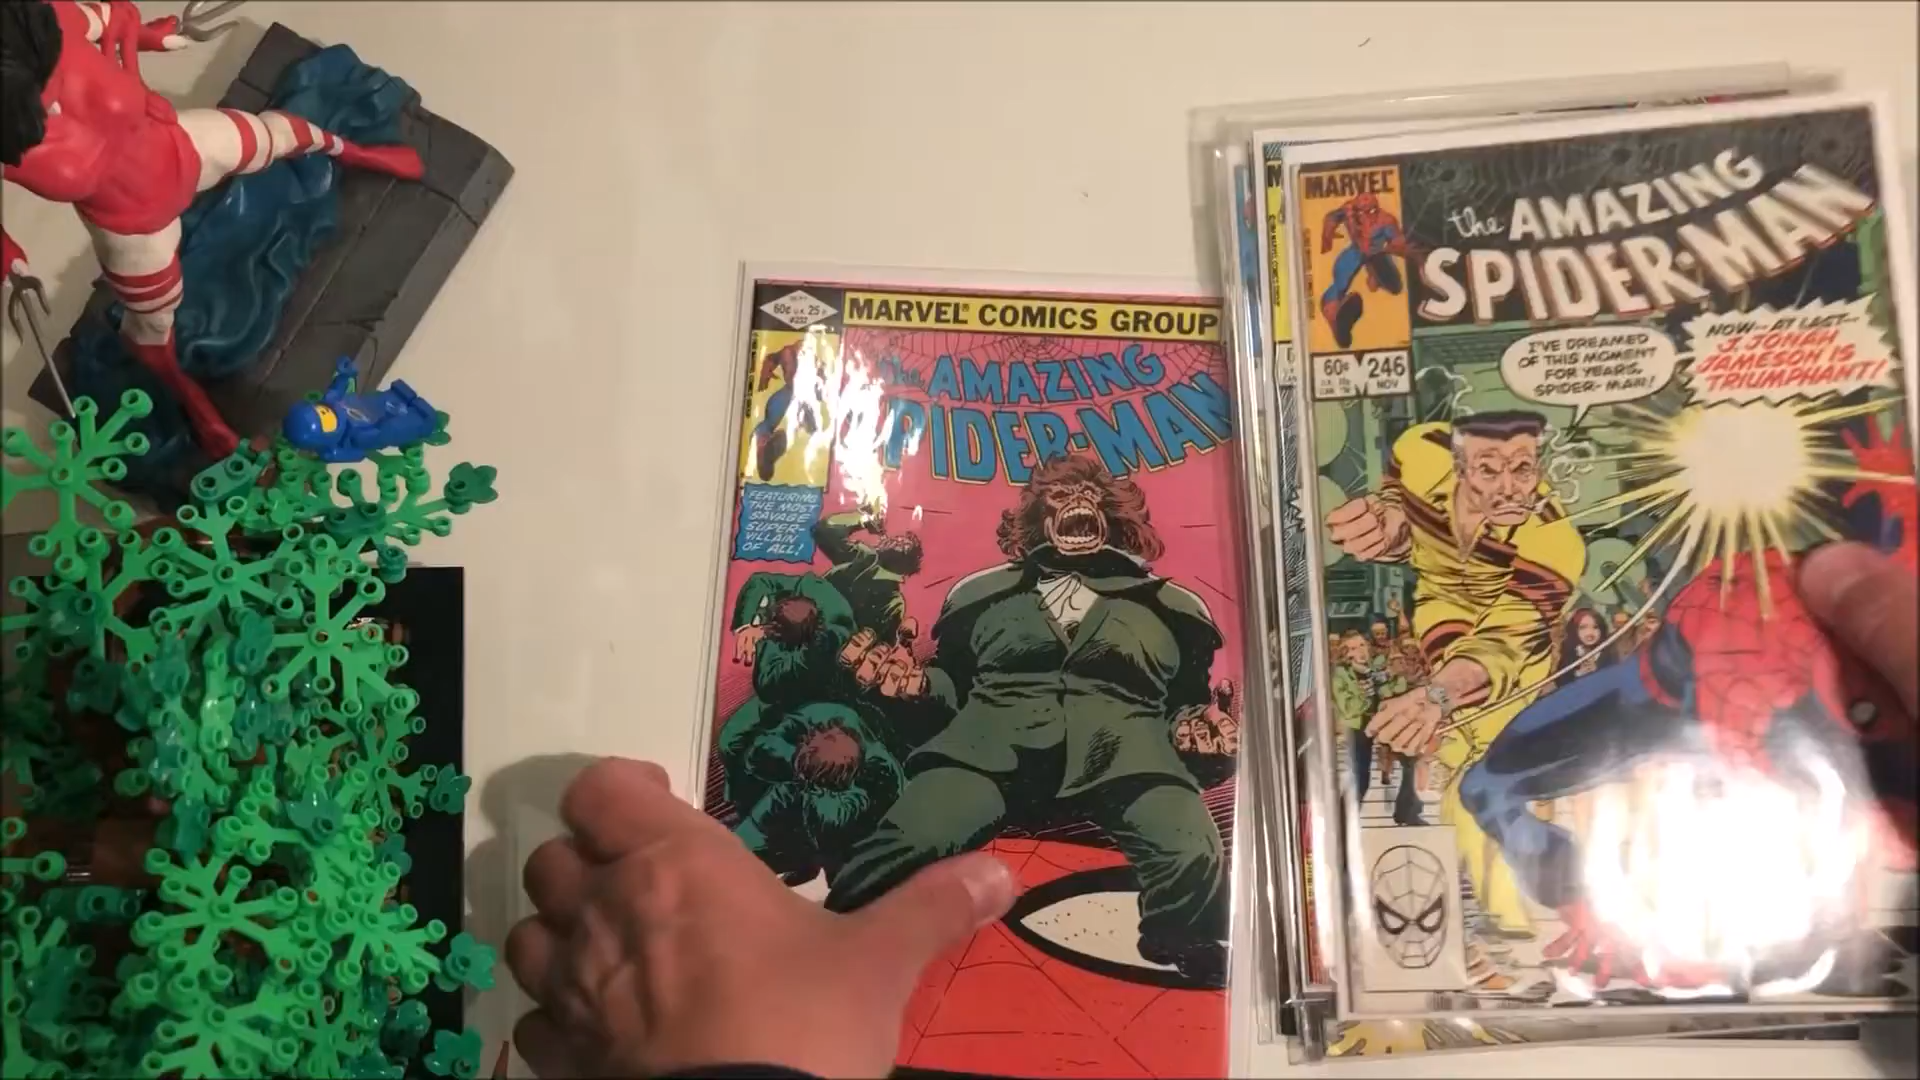 60¢ U.K. 25p
#232
MARVEL® COMICS GROUP
the AMAZING
SPIDER-MAN
FEATURING
THE MOST
SAVAGE
SUPER-
VILLAIN
OF ALL!
MARVEL®
the AMAZING
SPIDER-MAN
60¢
246
NOV
I'VE DREAMED
OF THIS MOMENT
FOR YEARS,
SPIDER-MAN!
NOW--AT LAST--
J. JONAH
JAMESON IS
TRIUMPHANT!